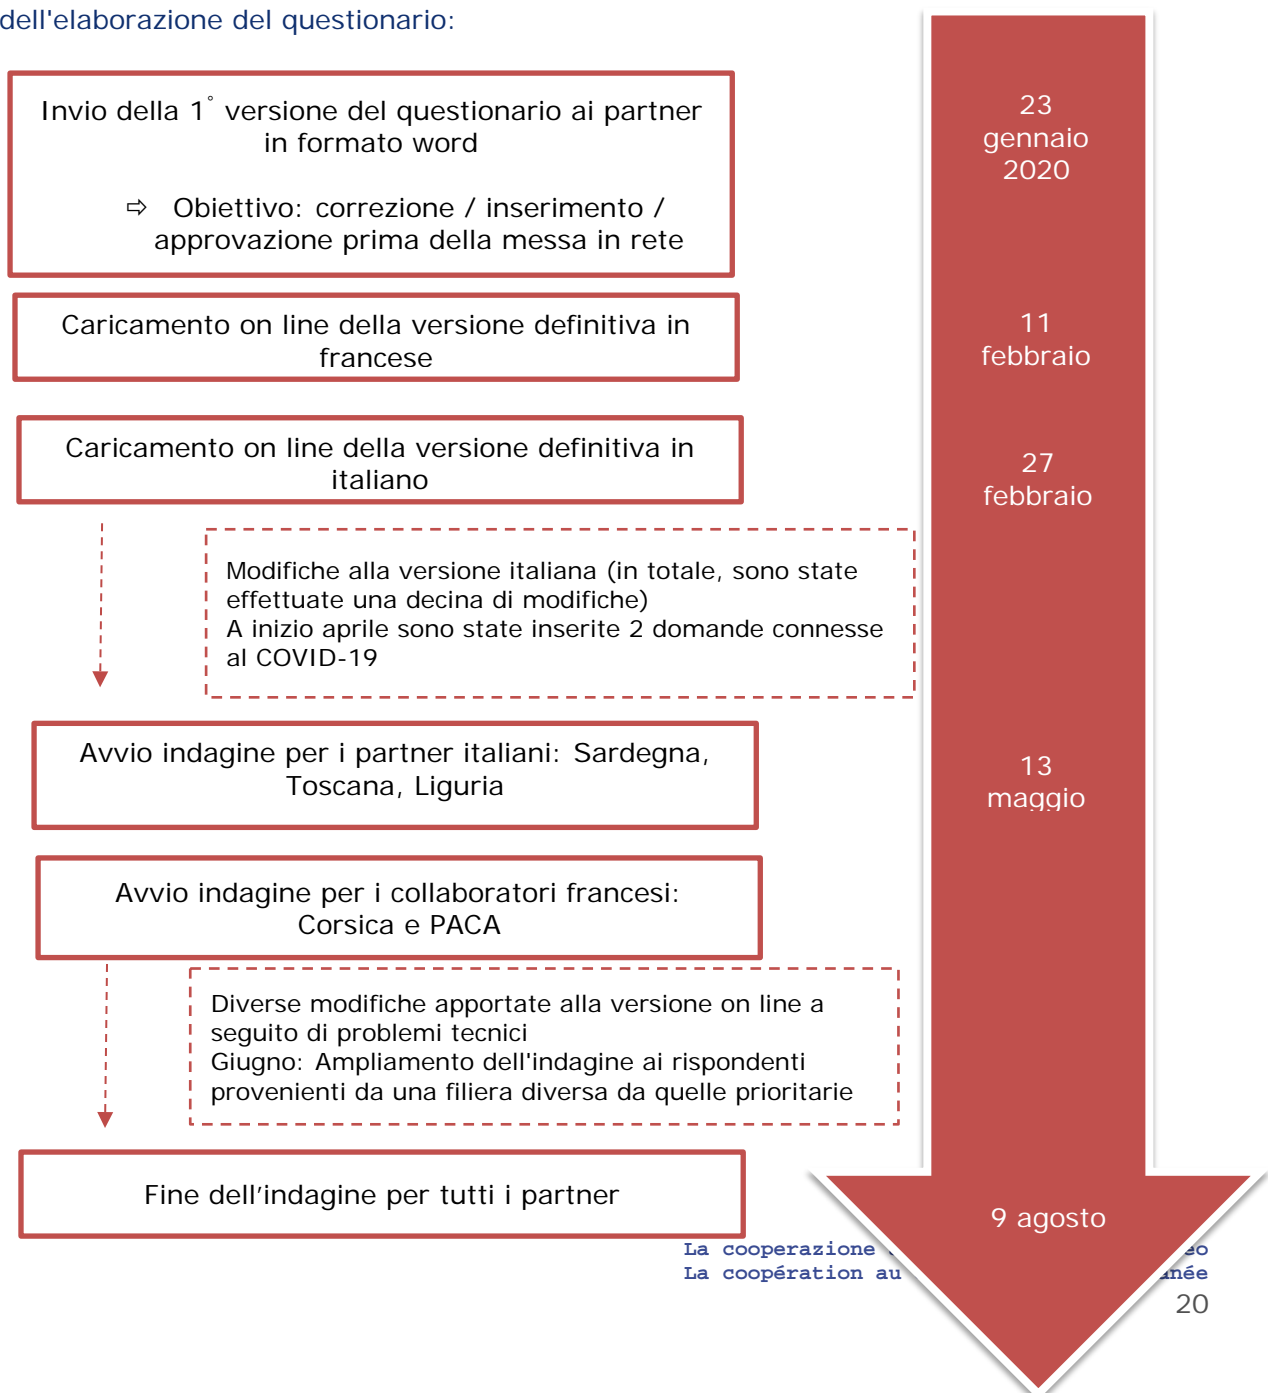 dell'elaborazione del questionario:
Invio della 1° versione del questionario ai partner
in formato word
⇨ Obiettivo: correzione / inserimento /
approvazione prima della messa in rete
23
gennaio
2020
Caricamento on line della versione definitiva in
francese
11
febbraio
Caricamento on line della versione definitiva in
italiano
27
febbraio
Modifiche alla versione italiana (in totale, sono state
effettuate una decina di modifiche)
A inizio aprile sono state inserite 2 domande connesse
al COVID-19
Avvio indagine per i partner italiani: Sardegna,
Toscana, Liguria
13
maggio
Avvio indagine per i collaboratori francesi:
Corsica e PACA
Diverse modifiche apportate alla versione on line a
seguito di problemi tecnici
Giugno: Ampliamento dell'indagine ai rispondenti
provenienti da una filiera diversa da quelle prioritarie
Fine dell’indagine per tutti i partner
9 agosto
La cooperazione
La coopération au
20